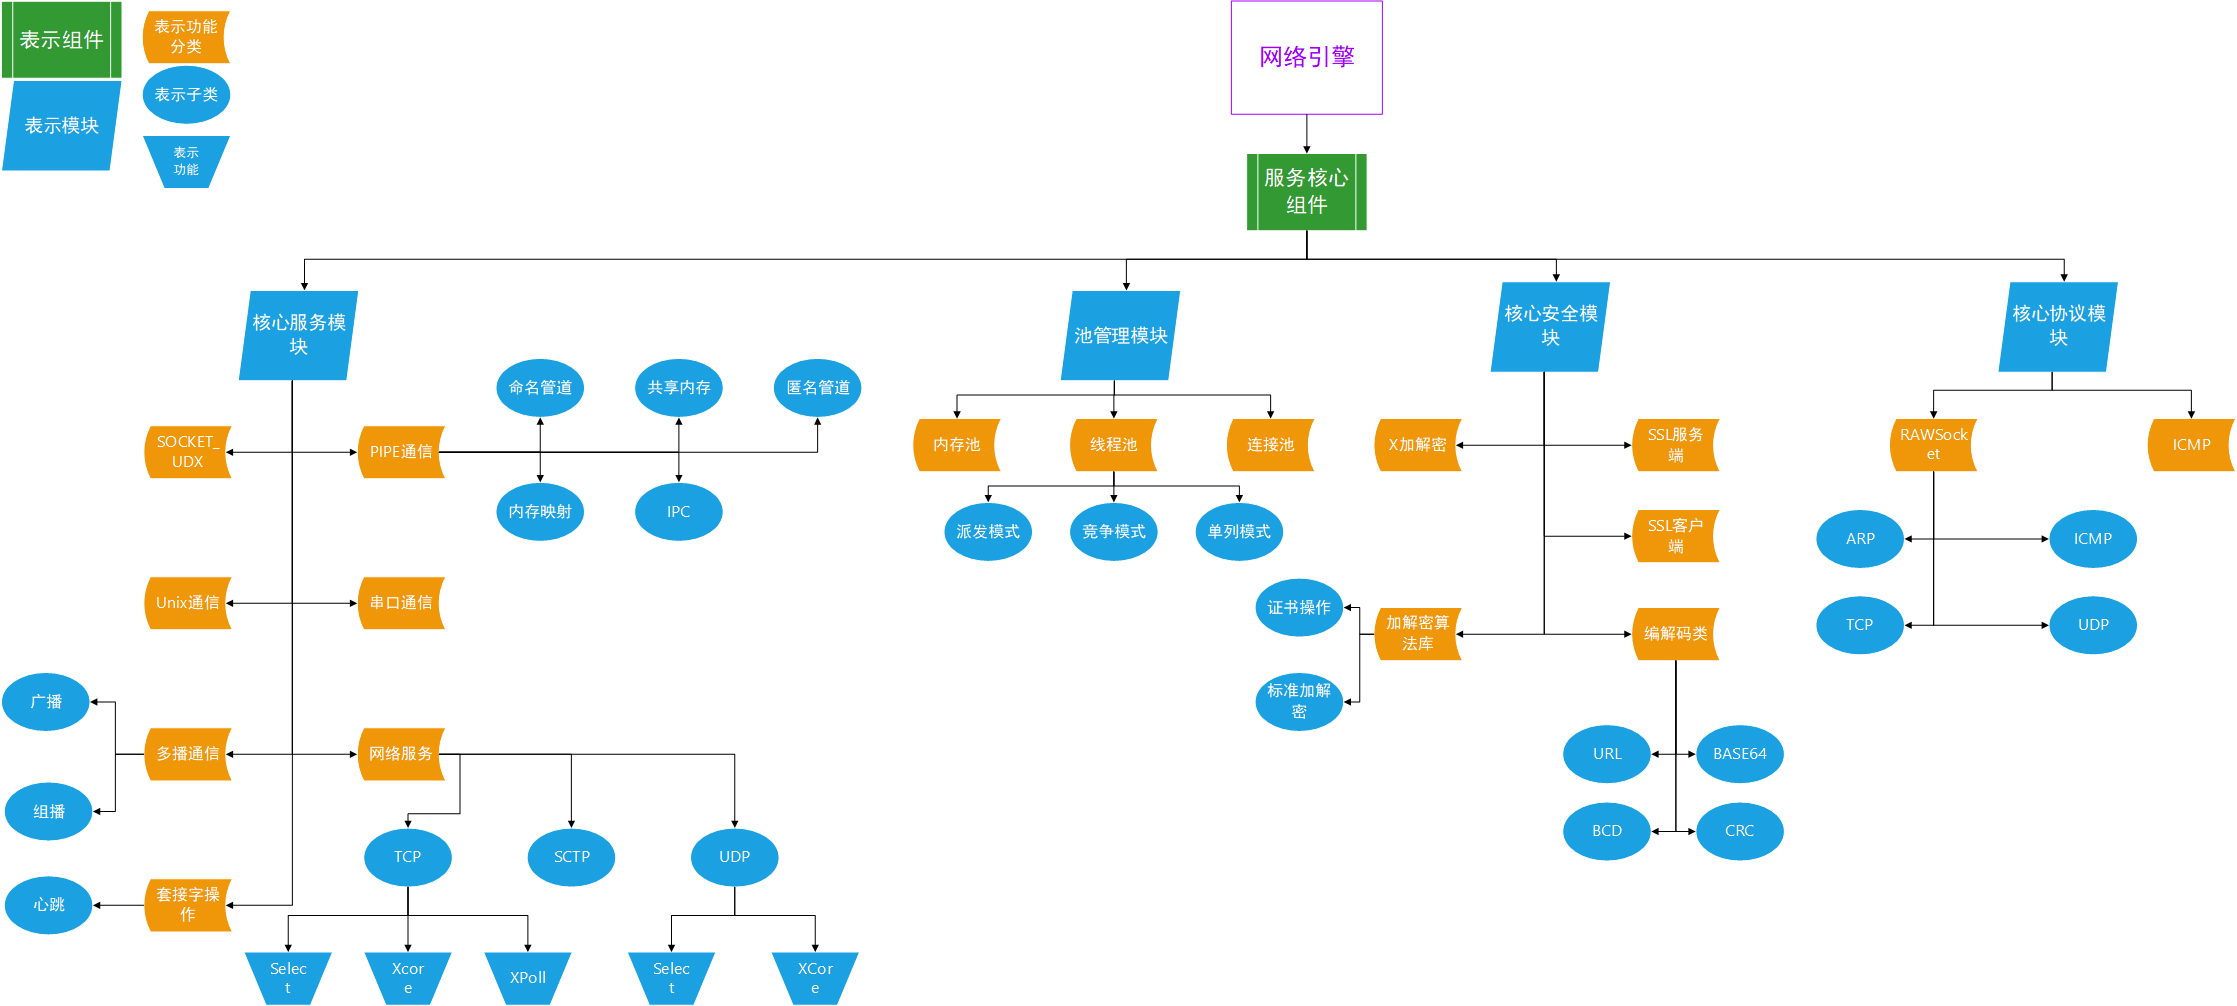 表示组件
表示功能
分类
表示子类
表示模块
表示
功能
网络引擎
服务核心
组件
核心服务模
块
池管理模块
核心安全模
块
核心协议模
块
命名管道
共享内存
匿名管道
SOCKET_
UDX
PIPE通信
内存映射
IPC
内存池
线程池
连接池
派发模式
竞争模式
单列模式
X加解密
SSL服务
端
SSL客户
端
RAWSock
et
ICMP
ARP
ICMP
TCP
UDP
Unix通信
串口通信
证书操作
加解密算
法库
编解码类
标准加解
密
URL
BASE64
BCD
CRC
广播
多播通信
网络服务
组播
TCP
SCTP
UDP
心跳
套接字操
作
Selec
t
Xcor
e
XPoll
Selec
t
XCor
e